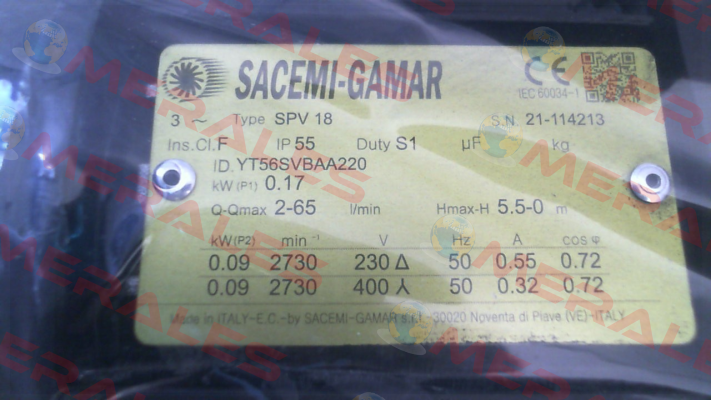 SACEMI-GAMAR
CE
IEC 60034-1
3 ~ Type SPV 18 S.N. 21-114213
Ins.Cl. F IP 55 Duty S1 µF kg
ID. YT56SVBAA220
kW (P1) 0.17
Q-Qmax 2-65 l/min Hmax-H 5.5-0 m
kW (P2) min⁻¹ V Hz A cos φ
0.09 2730 230 Δ 50 0.55 0.72
0.09 2730 400 ⅄ 50 0.32 0.72
Made in ITALY-E.C.-by SACEMI-GAMAR s.r.l.-30020 Noventa di Piave (VE)-ITALY
MERALES